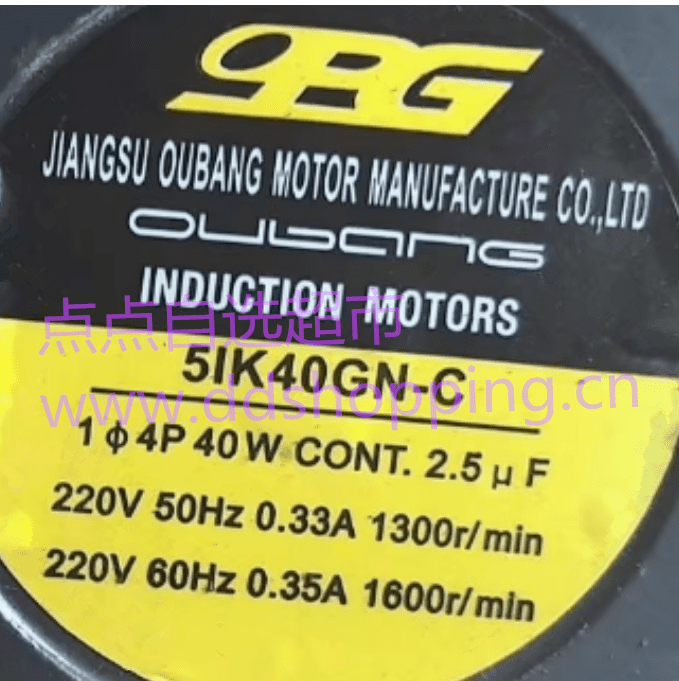 OBG
JIANGSU OUBANG MOTOR MANUFACTURE CO.,LTD
oubang
INDUCTION MOTORS
点点自选超市
5IK40GN-C
www.ddshopping.cn
1 ϕ 4P 40W CONT. 2.5 μ F
220V 50Hz 0.33A 1300r/min
220V 60Hz 0.35A 1600r/min